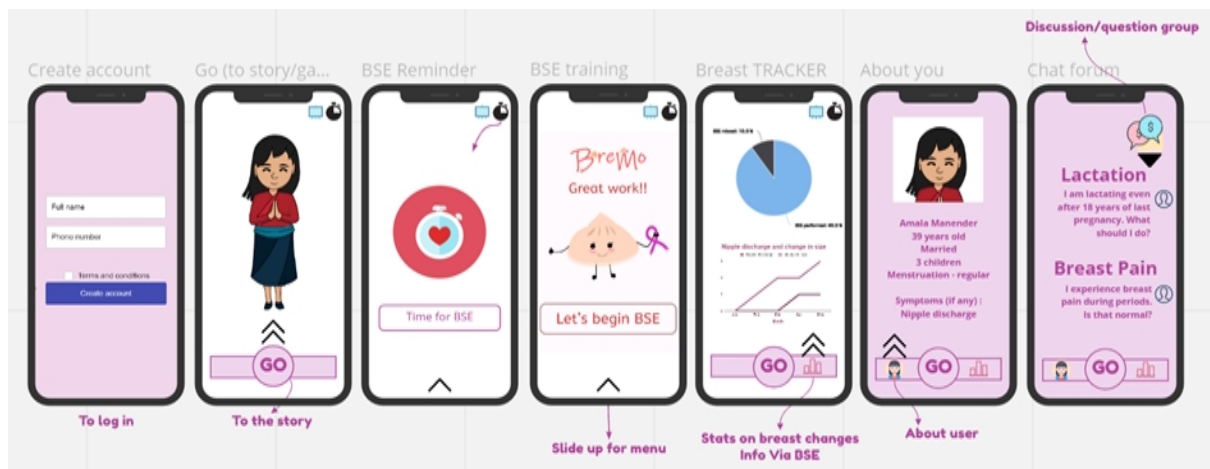 Discussion/question group
Create account
Go (to story/ga...
BSE Reminder
BSE training
Breast TRACKER
About you
Chat forum
Full name
Phone number
Terms and conditions
Create account
To log in
GO
To the story
Time for BSE
BreMo
Great work!!
Let's begin BSE
Slide up for menu
Nipple discharge and change in size
GO
Stats on breast changes
Info Via BSE
Amala Manender
39 years old
Married
3 children
Menstruation - regular
Symptoms (if any) :
Nipple discharge
GO
About user
$
$
Lactation
I am lactating even
after 18 years of last
pregnancy. What
should I do?
Breast Pain
I experience breast
pain during periods.
Is that normal?
GO